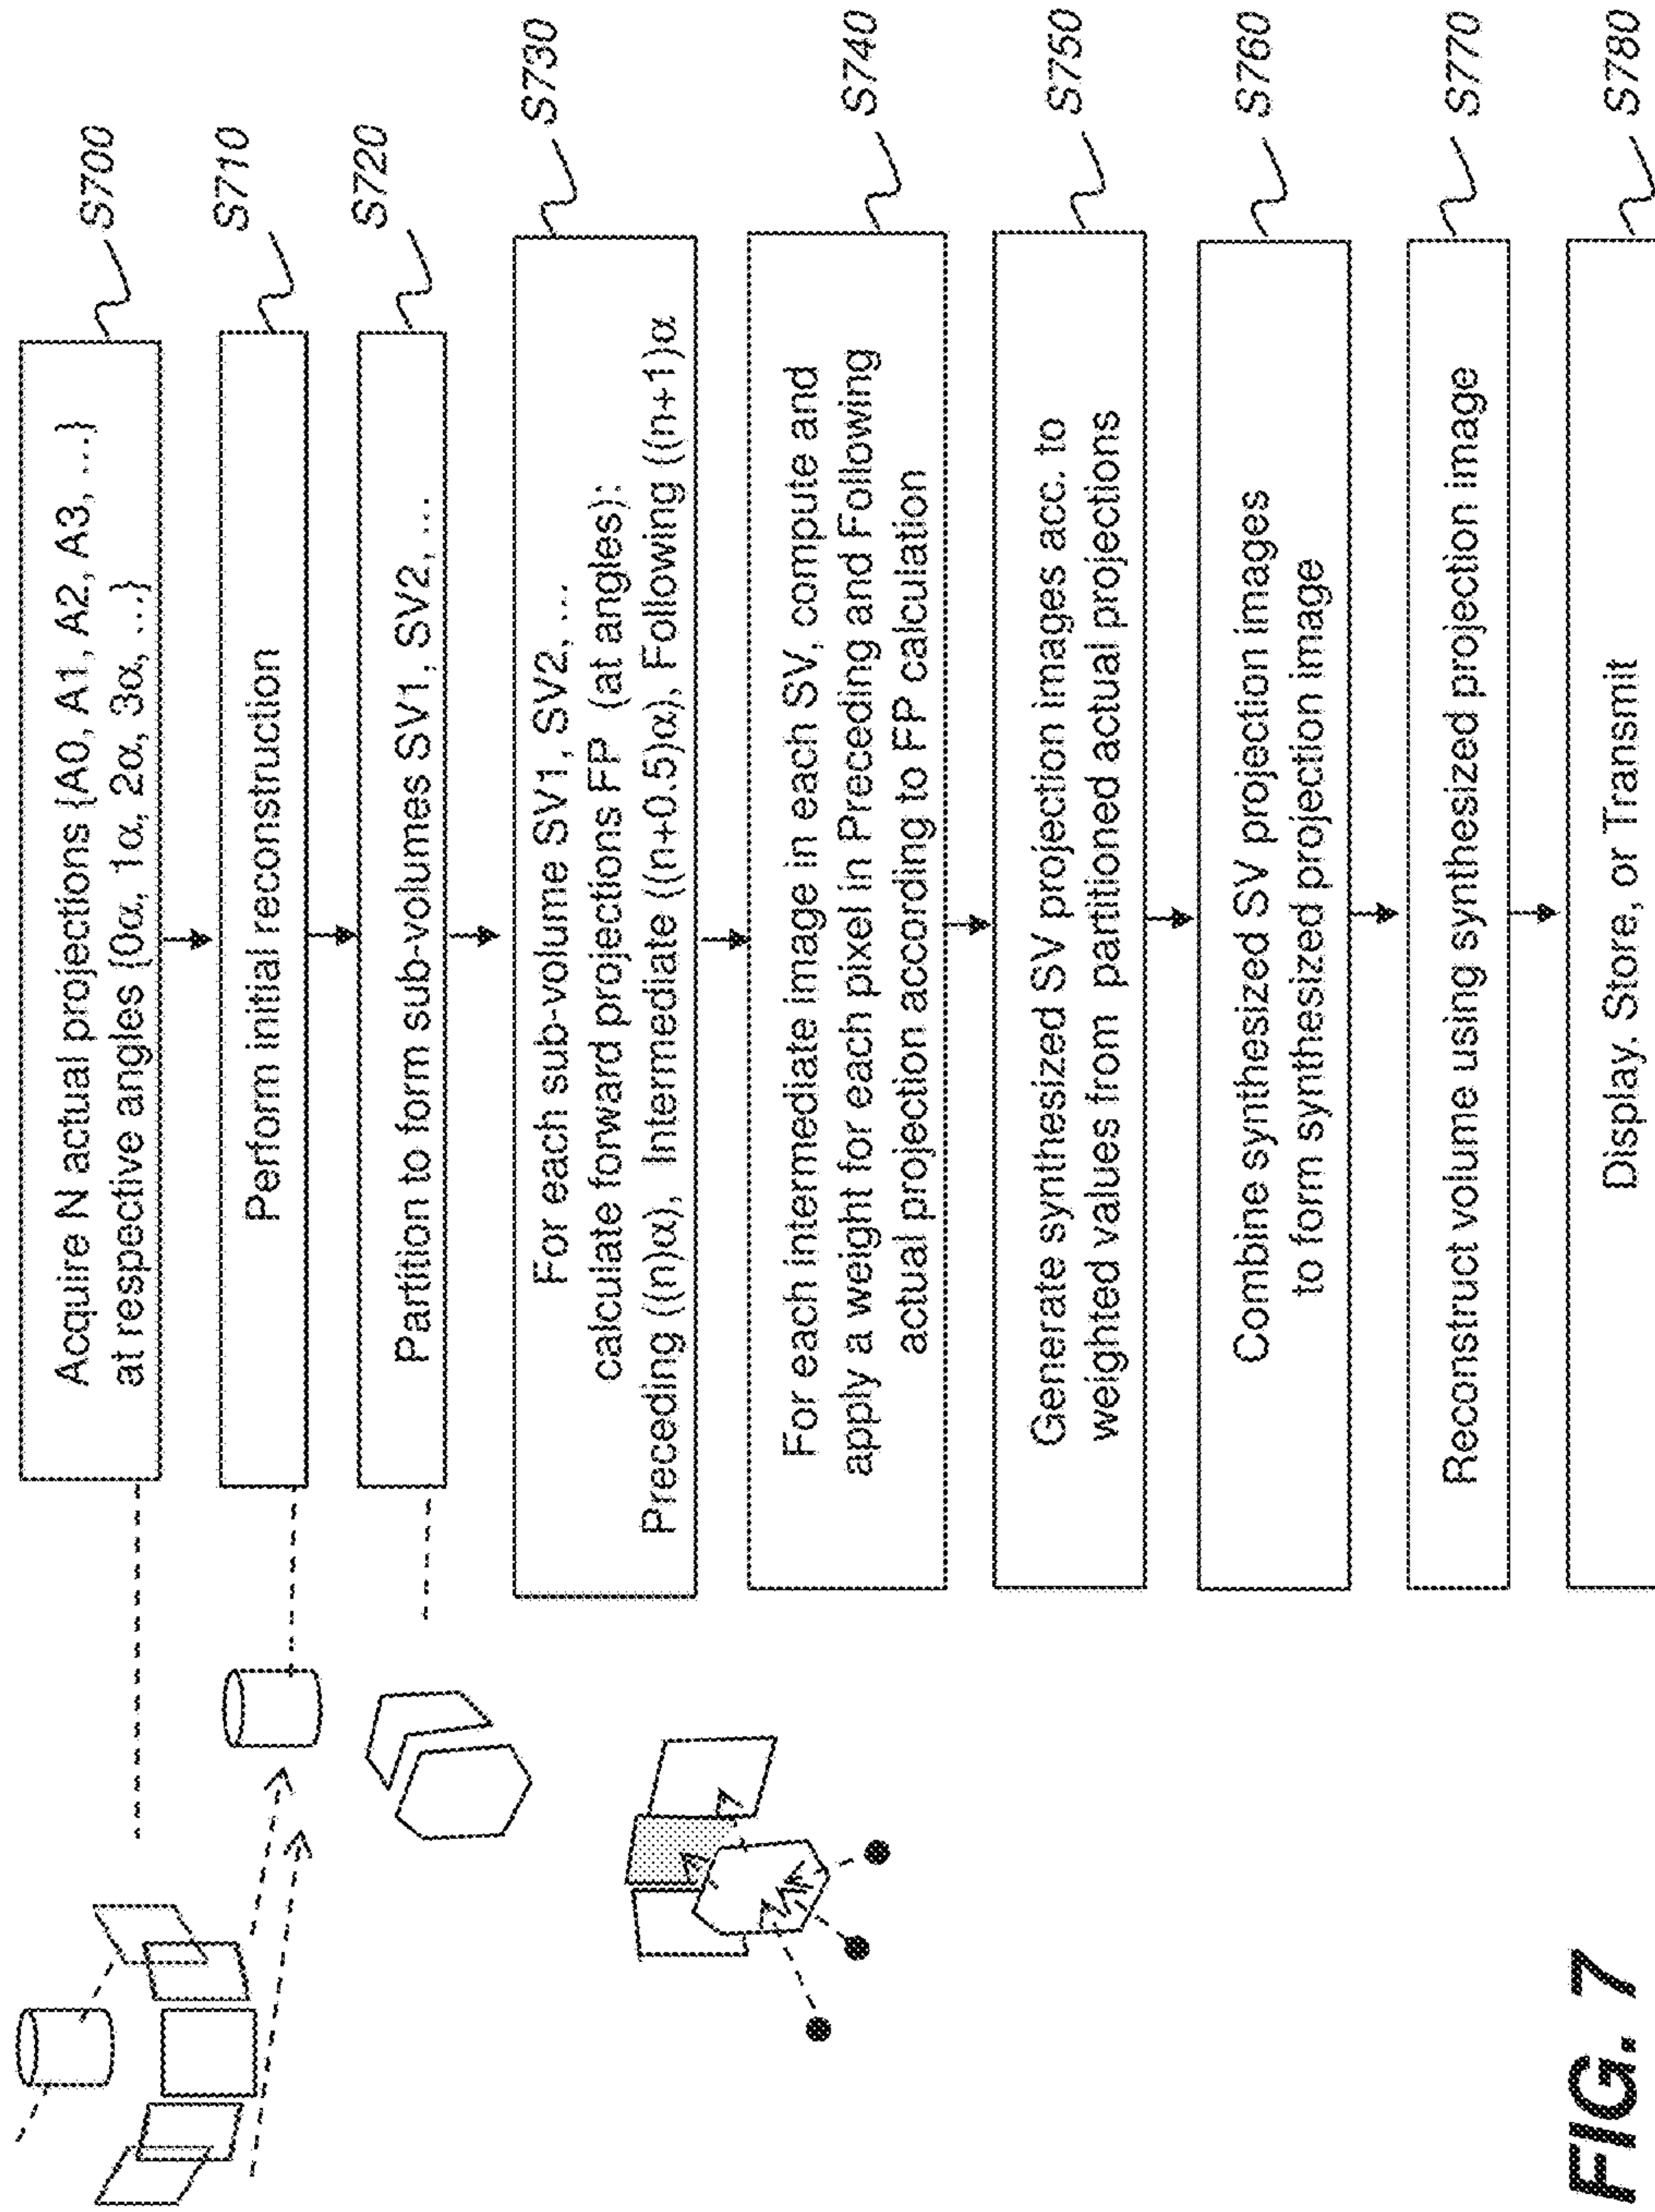 Acquire N actual projections {A0, A1, A2, A3, ...}
at respective angles {0α, 1α, 2α, 3α, ...}
S700
Perform initial reconstruction
S710
Partition to form sub-volumes SV1, SV2, ...
S720
For each sub-volume SV1, SV2, ...
calculate forward projections FP (at angles):
Preceding ((n)α), Intermediate ((n+0.5)α), Following ((n+1)α
S730
For each intermediate image in each SV, compute and
apply a weight for each pixel in Preceding and Following
actual projection according to FP calculation
S740
Generate synthesized SV projection images acc. to
weighted values from partitioned actual projections
S750
Combine synthesized SV projection images
to form synthesized projection image
S760
Reconstruct volume using synthesized projection image
S770
Display, Store, or Transmit
S780
FIG. 7